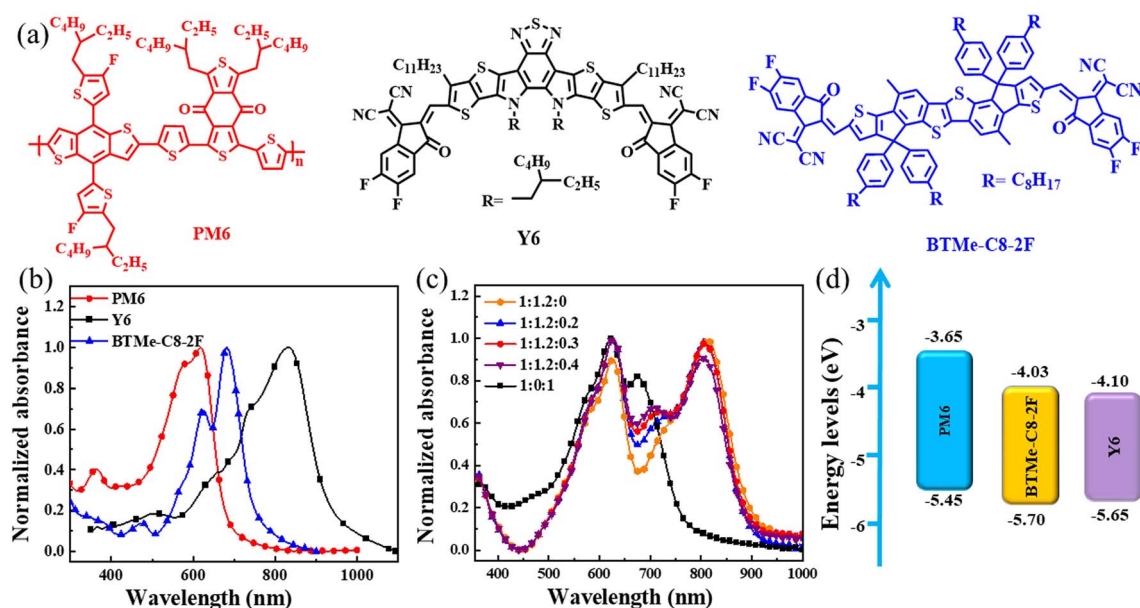 (a)
C4H9
C2H5
F
S
C4H9
C2H5
C2H5
C4H9
O
O
S
S
S
S
S
n
S
F
C4H9
C2H5
PM6
S
N
N
C11H23
S
S
S
S
C11H23
CN
CN
N
R
N
R
NC
CN
O
O
F
F
F
F
C4H9
C2H5
R=
Y6
R
R
F
F
O
CN
CN
S
S
S
S
NC
CN
O
F
F
R
R
R= C8H17
BTMe-C8-2F
(b)
Normalized absorbance
1.2
1.0
0.8
0.6
0.4
0.2
0.0
PM6
Y6
BTMe-C8-2F
400
600
800
1000
Wavelength (nm)
(c)
Normalized absorbance
1.2
1.0
0.8
0.6
0.4
0.2
0.0
1:1.2:0
1:1.2:0.2
1:1.2:0.3
1:1.2:0.4
1:0:1
400
500
600
700
800
900
1000
Wavelength (nm)
(d)
Energy levels (eV)
-3
-4
-5
-6
-3.65
PM6
-5.45
-4.03
BTMe-C8-2F
-5.70
-4.10
Y6
-5.65